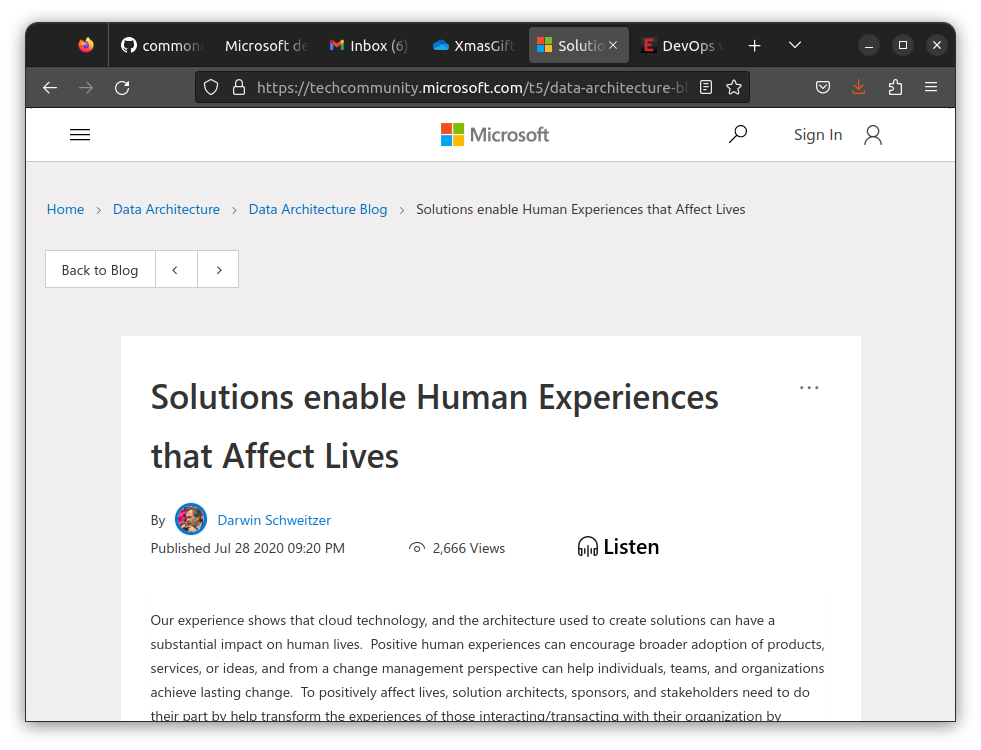 common
Microsoft de
Inbox (6)
XmasGift
Solutio
DevOps
https://techcommunity.microsoft.com/t5/data-architecture-bl
Microsoft
Sign In
Home > Data Architecture > Data Architecture Blog > Solutions enable Human Experiences that Affect Lives
Back to Blog < >
Solutions enable Human Experiences
that Affect Lives
By Darwin Schweitzer
Published Jul 28 2020 09:20 PM 2,666 Views Listen
Our experience shows that cloud technology, and the architecture used to create solutions can have a
substantial impact on human lives.  Positive human experiences can encourage broader adoption of products,
services, or ideas, and from a change management perspective can help individuals, teams, and organizations
achieve lasting change.  To positively affect lives, solution architects, sponsors, and stakeholders need to do
their part by help transform the experiences of those interacting/transacting with their organization by